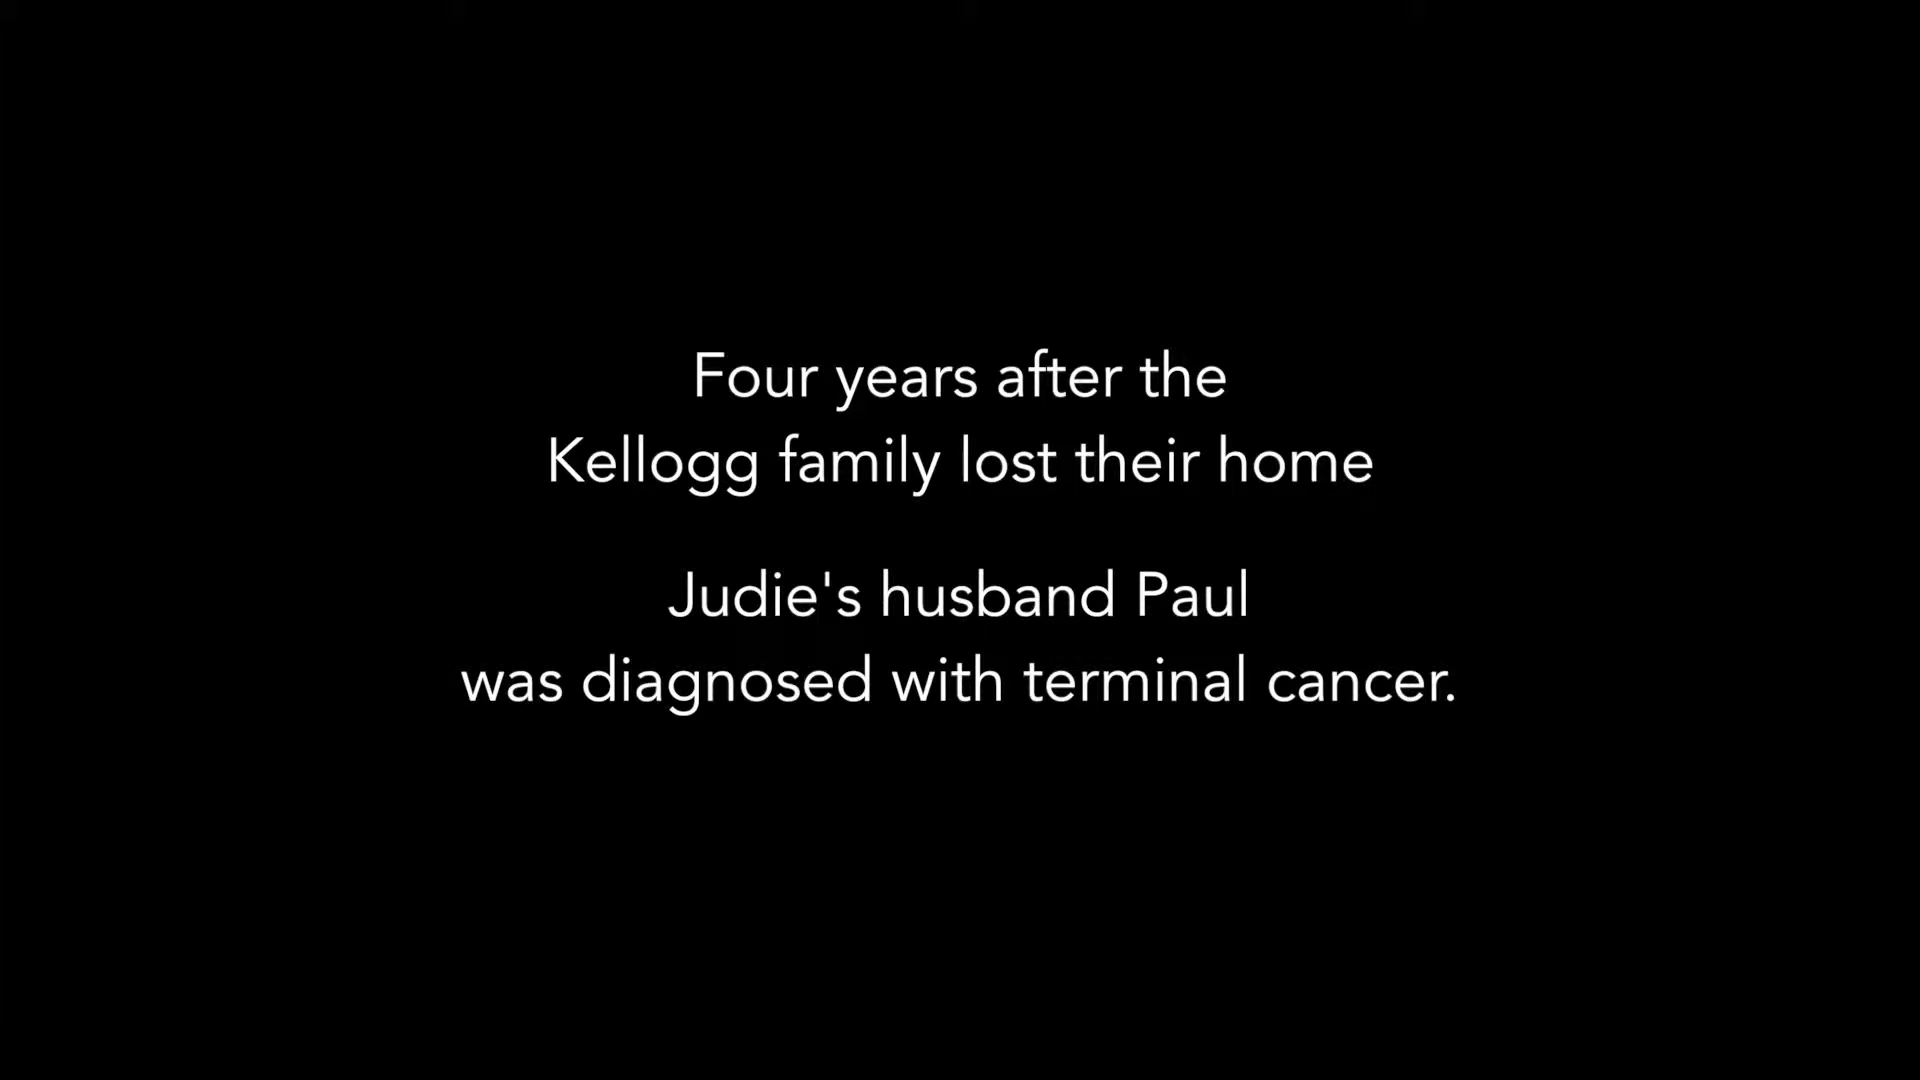 Four years after the
Kellogg family lost their home
Judie's husband Paul
was diagnosed with terminal cancer.